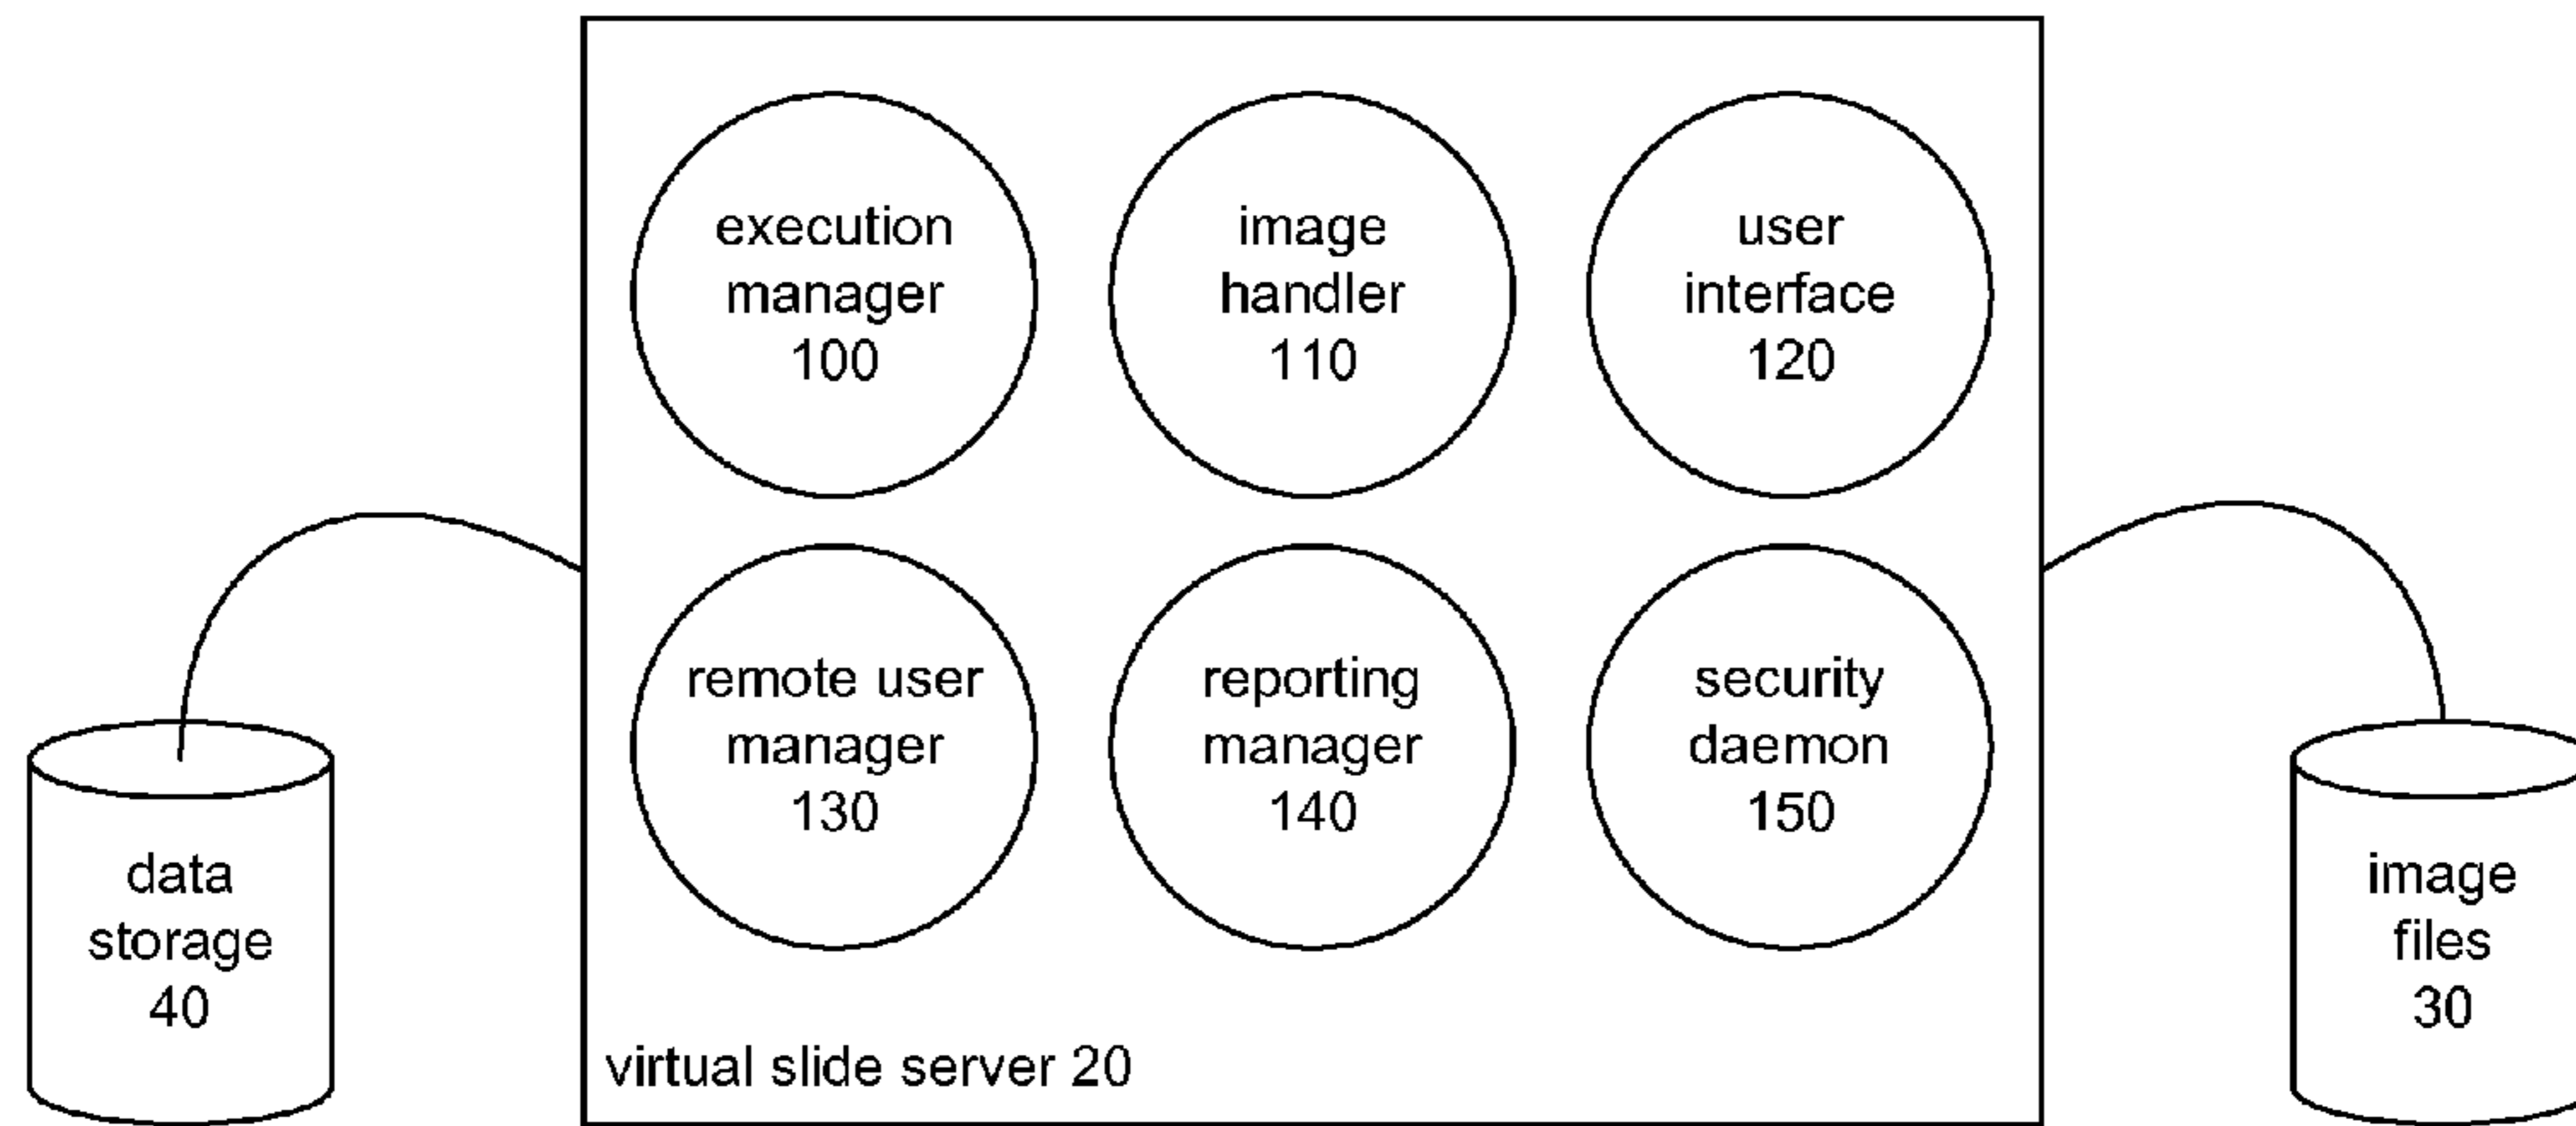 execution
manager
100
image
handler
110
user
interface
120
remote user
manager
130
reporting
manager
140
security
daemon
150
data
storage
40
image
files
30
virtual slide server 20